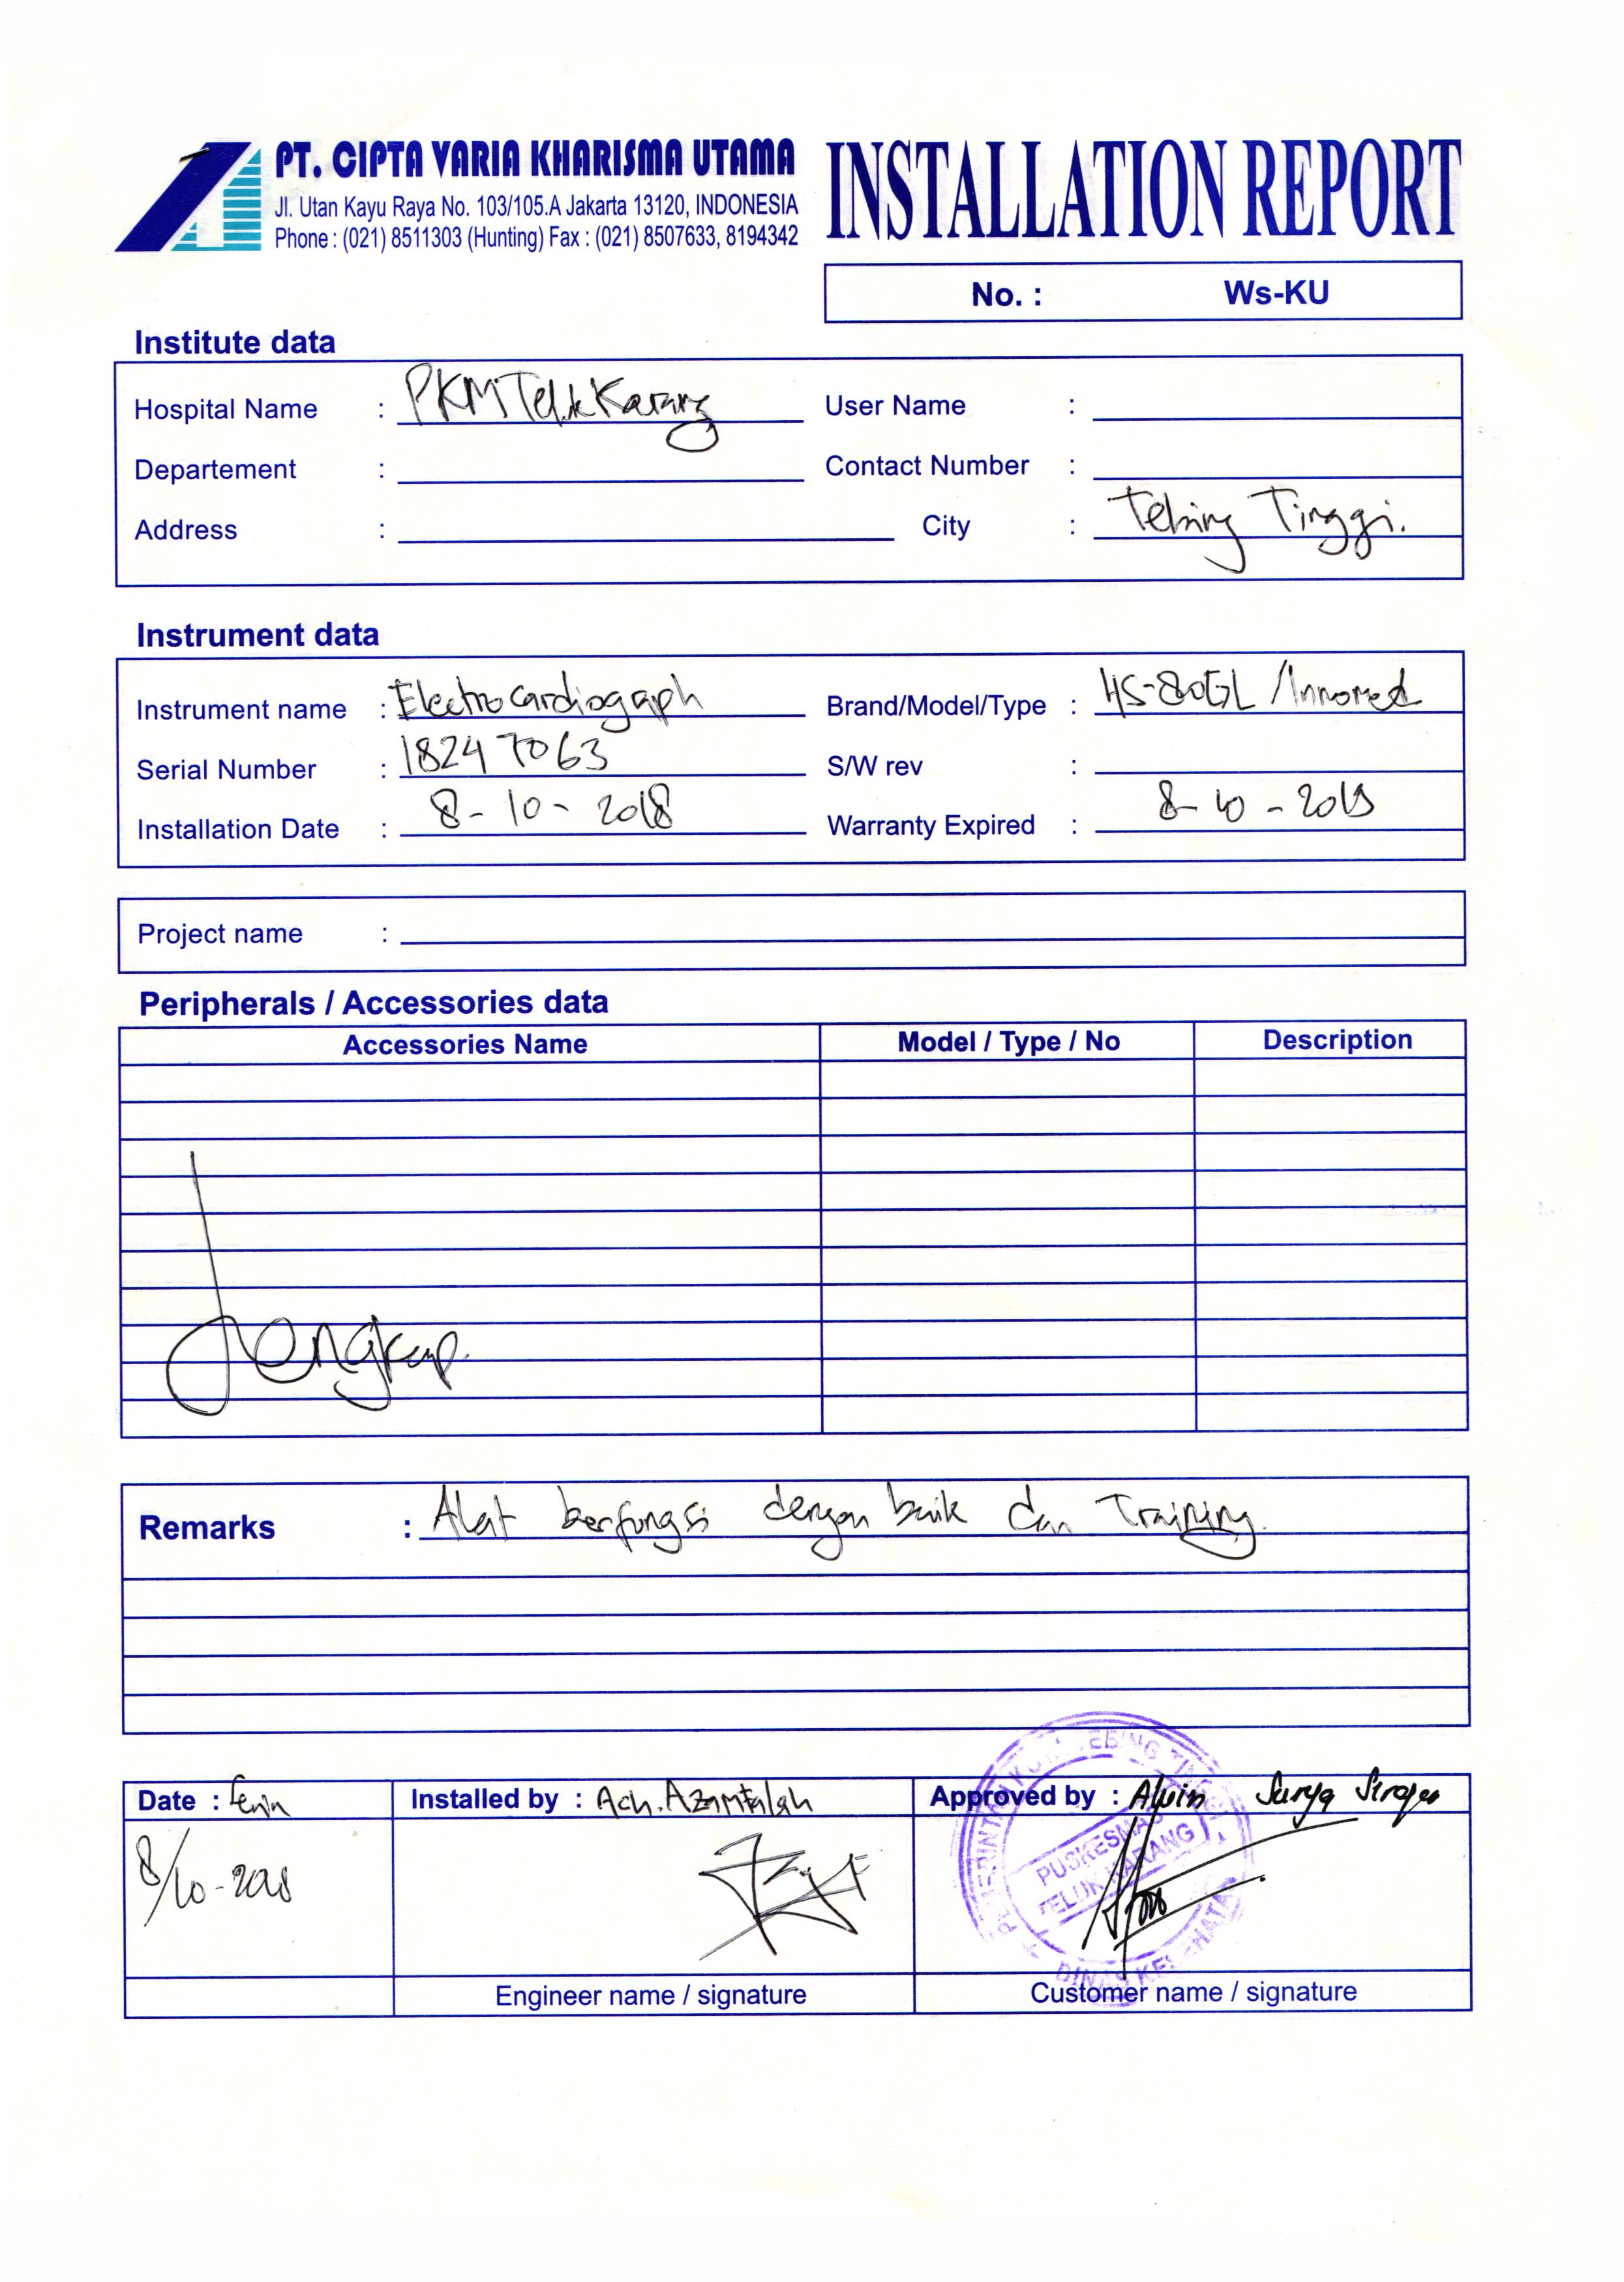 PT. CIPTA VARIA KHARISMA UTAMA
Jl. Utan Kayu Raya No. 103/105.A Jakarta 13120, INDONESIA
Phone : (021) 8511303 (Hunting) Fax : (021) 8507633, 8194342
INSTALLATION REPORT
No. : Ws-KU
Institute data
Hospital Name : PKM Teluk Karang User Name :
Departement : Contact Number :
Address : City : Tebing Tinggi.
Instrument data
Instrument name : Electrocardiogaph Brand/Model/Type : HS-80GL / Innomed
Serial Number : 18247063 S/W rev :
Installation Date : 8-10-2018 Warranty Expired : 8-10-2019
Project name :
Peripherals / Accessories data
Accessories Name Model / Type / No Description
Lengkap
Remarks : Alat berfungsi dengan baik dan Training
Date : Senin Installed by : Ach. Approved by : Alvin Surya
8/10-2018
PUSKESMAS
TELUK KARANG
DINAS KESEHATAN
Engineer name / signature Customer name / signature